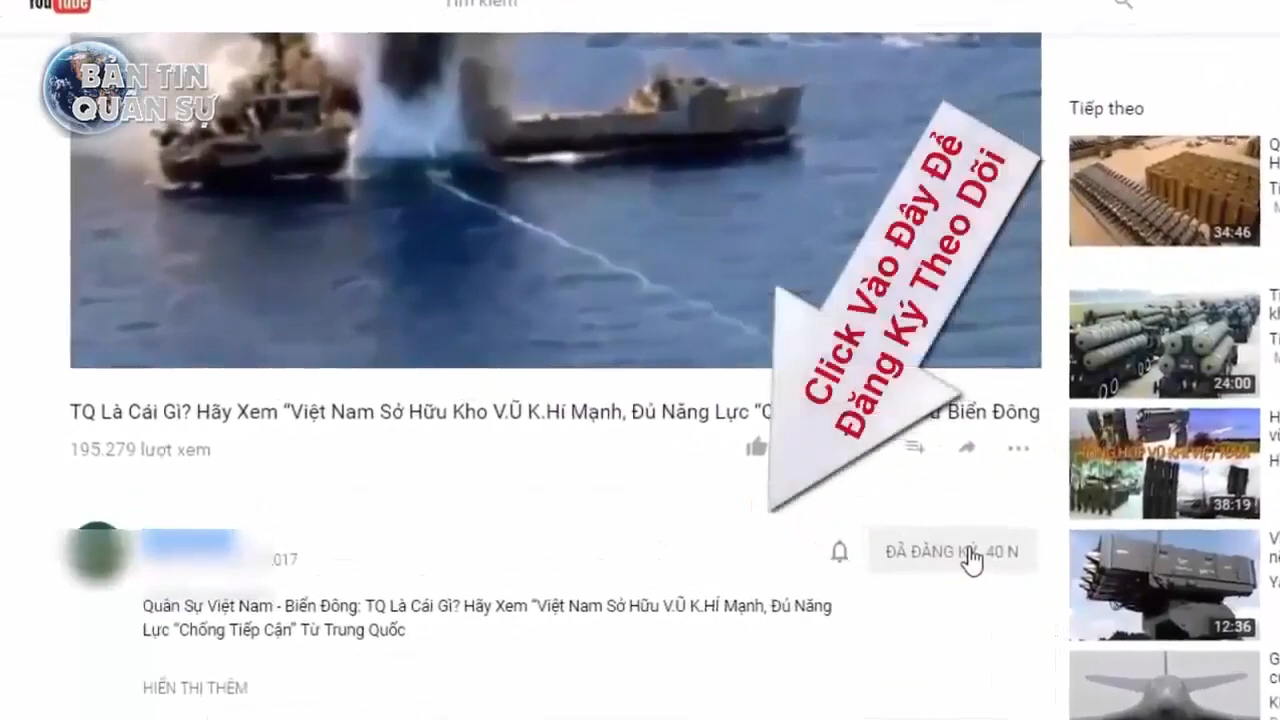 YouTube
Tìm kiếm
BẢN TIN
QUÂN SỰ
Tiếp theo
Click Vào Đây Để
Đăng Ký Theo Dõi
34:46
24:00
38:19
12:36
TQ Là Cái Gì? Hãy Xem “Việt Nam Sở Hữu Kho V.Ũ K.Hí Mạnh, Đủ Năng Lực “C Biển Đông
195.279 lượt xem
017
ĐÃ ĐĂNG KÝ 40 N
Quân Sự Việt Nam - Biển Đông: TQ Là Cái Gì? Hãy Xem “Việt Nam Sở Hữu V.Ũ K.HÍ Mạnh, Đủ Năng
Lực “Chống Tiếp Cận” Từ Trung Quốc
HIỂN THỊ THÊM